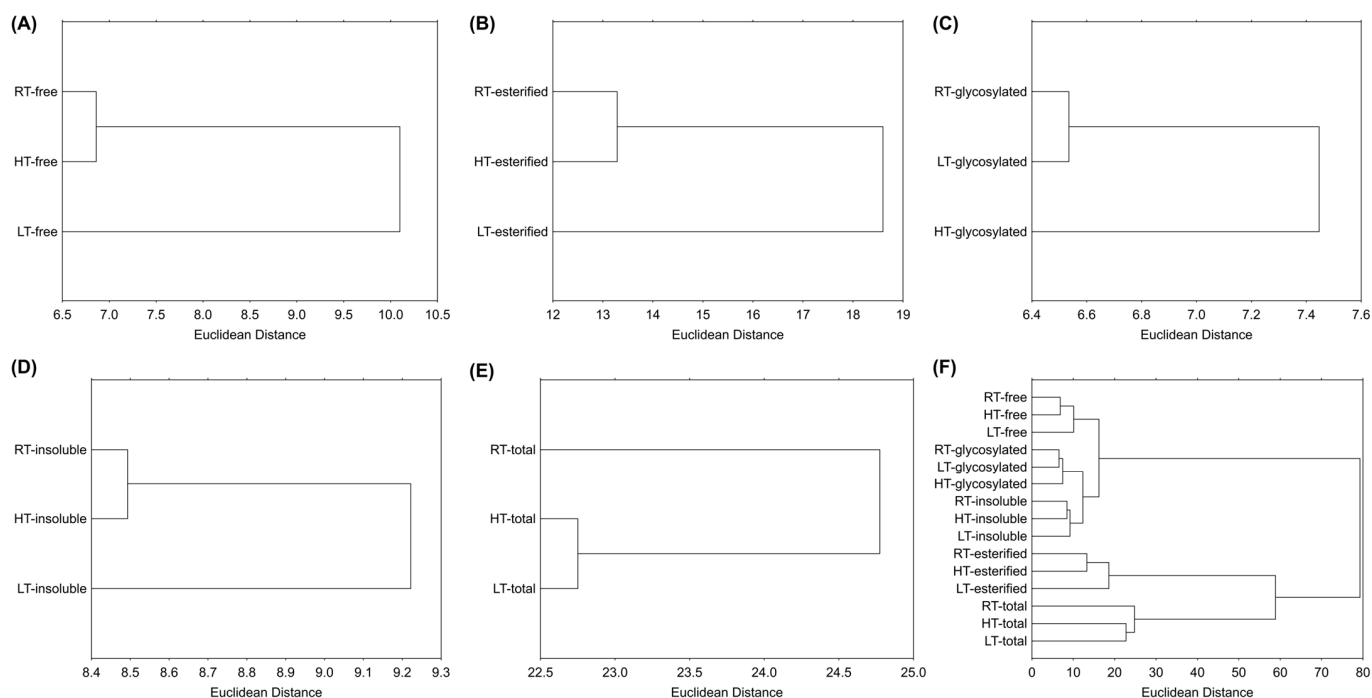 (A)
RT-free
HT-free
LT-free
6.5 7.0 7.5 8.0 8.5 9.0 9.5 10.0 10.5
Euclidean Distance
(B)
RT-esterified
HT-esterified
LT-esterified
12 13 14 15 16 17 18 19
Euclidean Distance
(C)
RT-glycosylated
LT-glycosylated
HT-glycosylated
6.4 6.6 6.8 7.0 7.2 7.4 7.6
Euclidean Distance
(D)
RT-insoluble
HT-insoluble
LT-insoluble
8.4 8.5 8.6 8.7 8.8 8.9 9.0 9.1 9.2 9.3
Euclidean Distance
(E)
RT-total
HT-total
LT-total
22.5 23.0 23.5 24.0 24.5 25.0
Euclidean Distance
(F)
RT-free
HT-free
LT-free
RT-glycosylated
LT-glycosylated
HT-glycosylated
RT-insoluble
HT-insoluble
LT-insoluble
RT-esterified
HT-esterified
LT-esterified
RT-total
HT-total
LT-total
0 10 20 30 40 50 60 70 80
Euclidean Distance